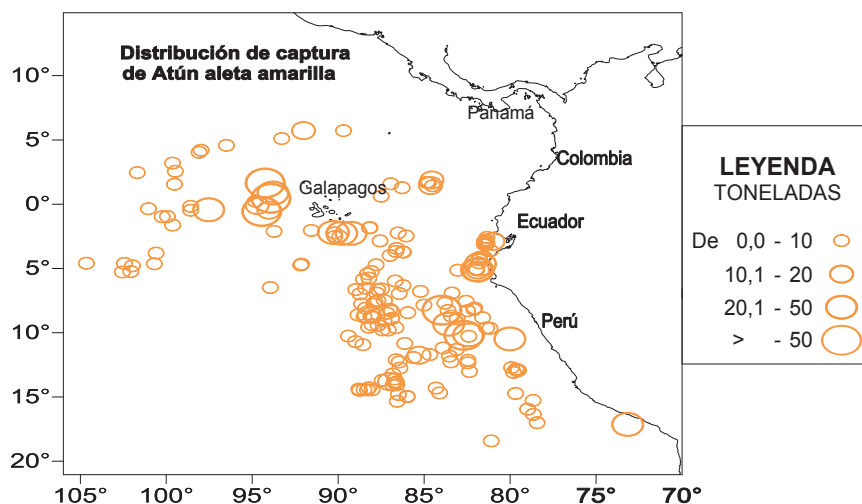 Distribución de captura
de Atún aleta amarilla
10°
5°
0°
5°
10°
15°
20°
Panamá
Colombia
Galapagos
Ecuador
Perú
105°
100°
95°
90°
85°
80°
75°
70°
LEYENDA
TONELADAS
De 0,0 - 10
10,1 - 20
20,1 - 50
> - 50